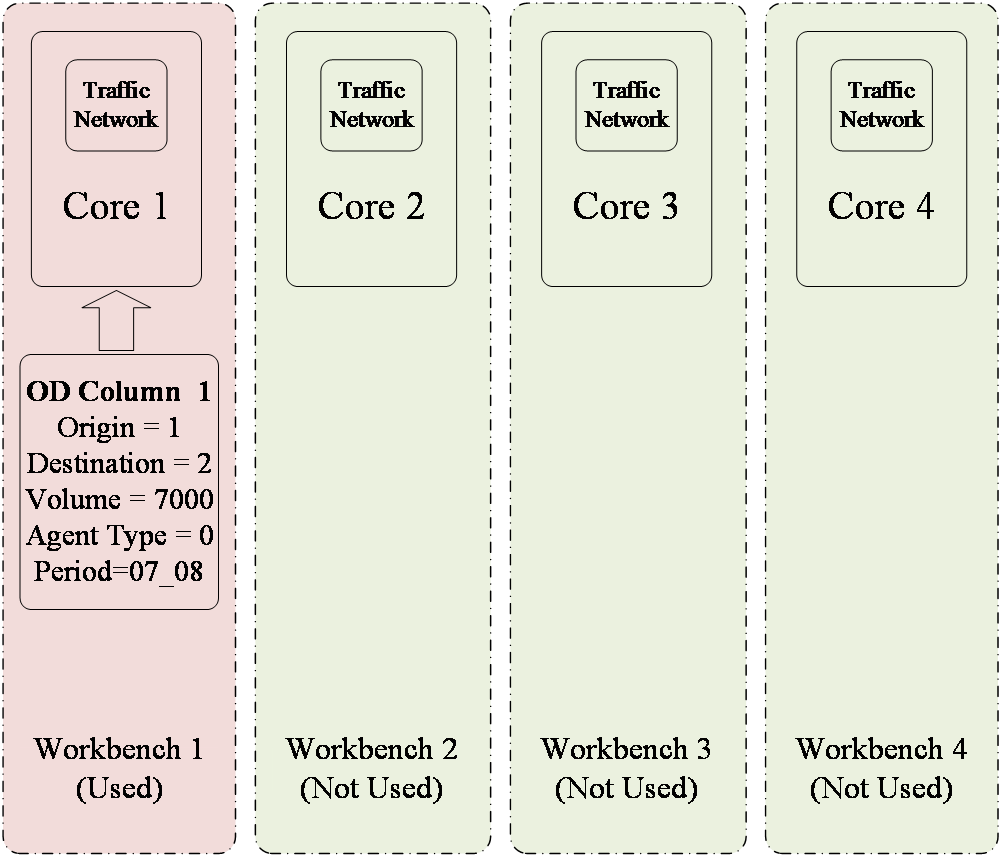 Traffic
Network
Core 1
OD Column  1
Origin = 1
Destination = 2
Volume = 7000
Agent Type = 0
Period=07_08
Workbench 1
(Used)
Traffic
Network
Core 2
Workbench 2
(Not Used)
Traffic
Network
Core 3
Workbench 3
(Not Used)
Traffic
Network
Core 4
Workbench 4
(Not Used)